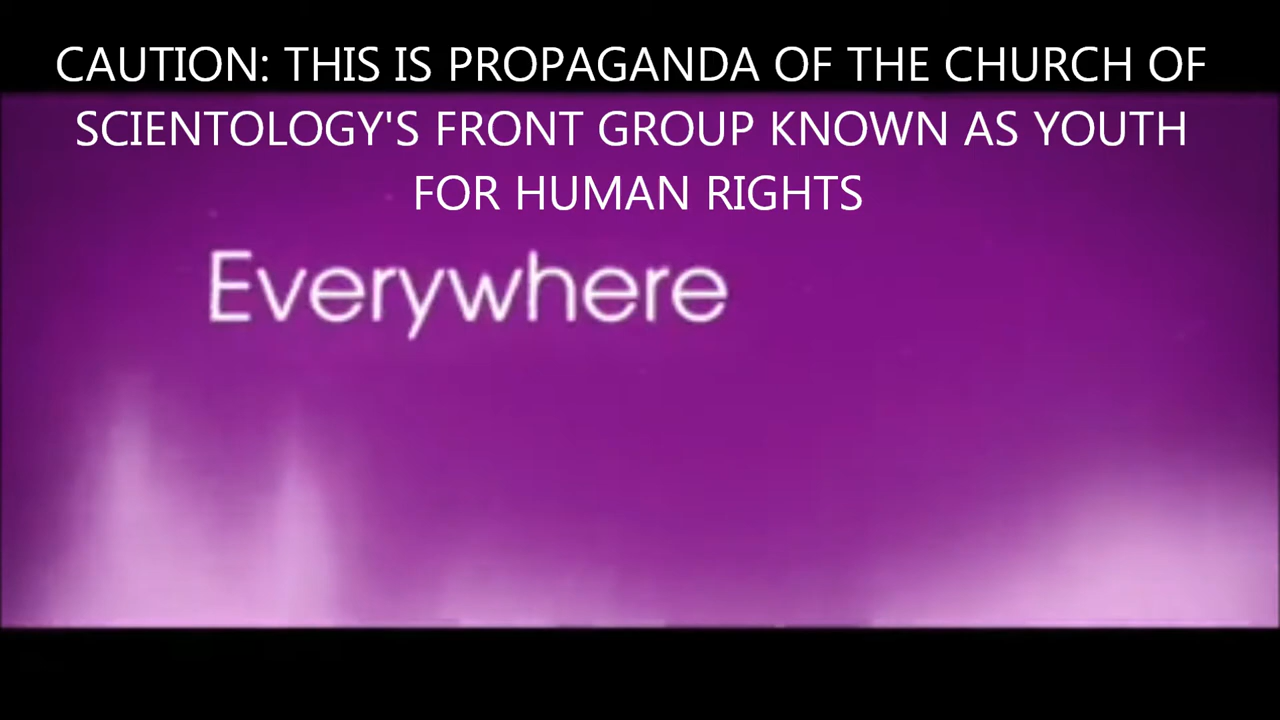 CAUTION: THIS IS PROPAGANDA OF THE CHURCH OF
SCIENTOLOGY'S FRONT GROUP KNOWN AS YOUTH
FOR HUMAN RIGHTS
Everywhere